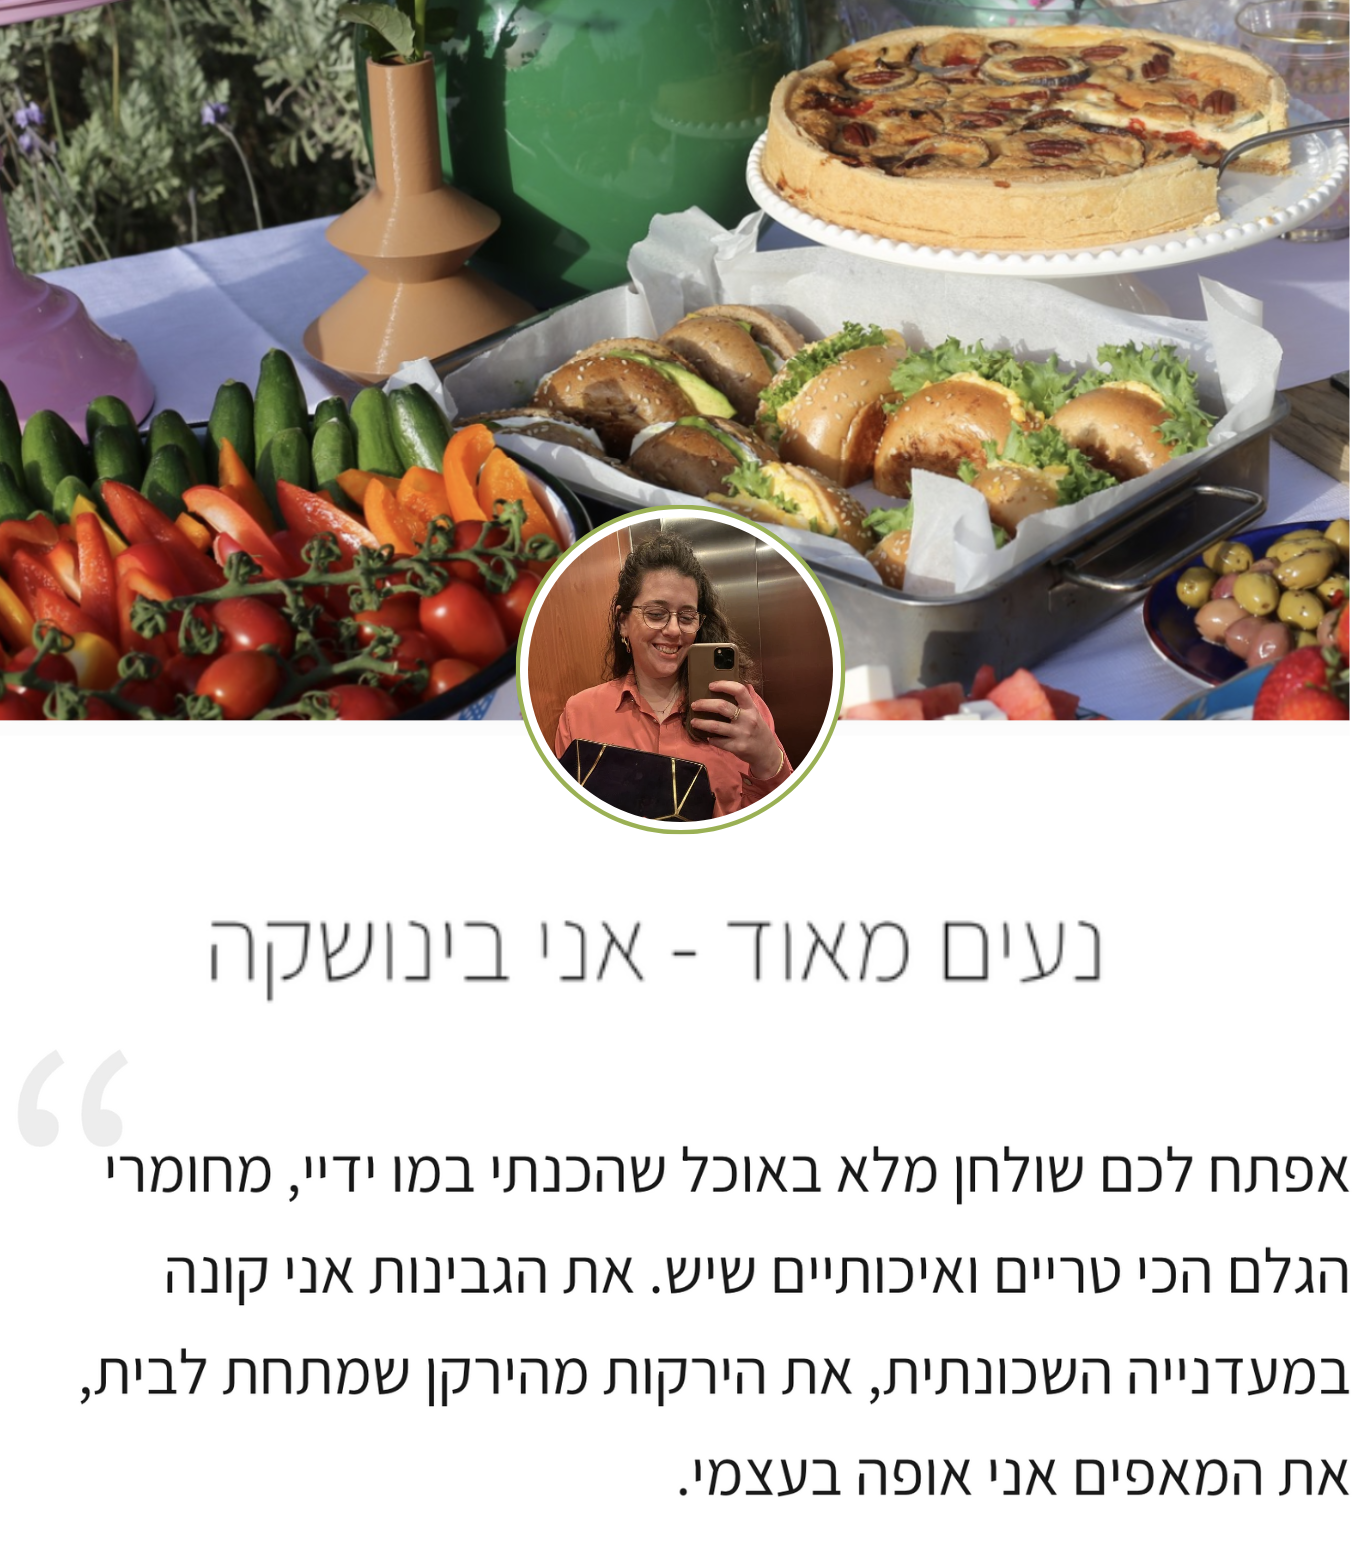 נעים מאוד - אני בינושקה
“
אפתח לכם שולחן מלא באוכל שהכנתי במו ידיי, מחומרי
הגלם הכי טריים ואיכותיים שיש. את הגבינות אני קונה
במעדנייה השכונתית, את הירקות מהירקן שמתחת לבית,
את המאפים אני אופה בעצמי.